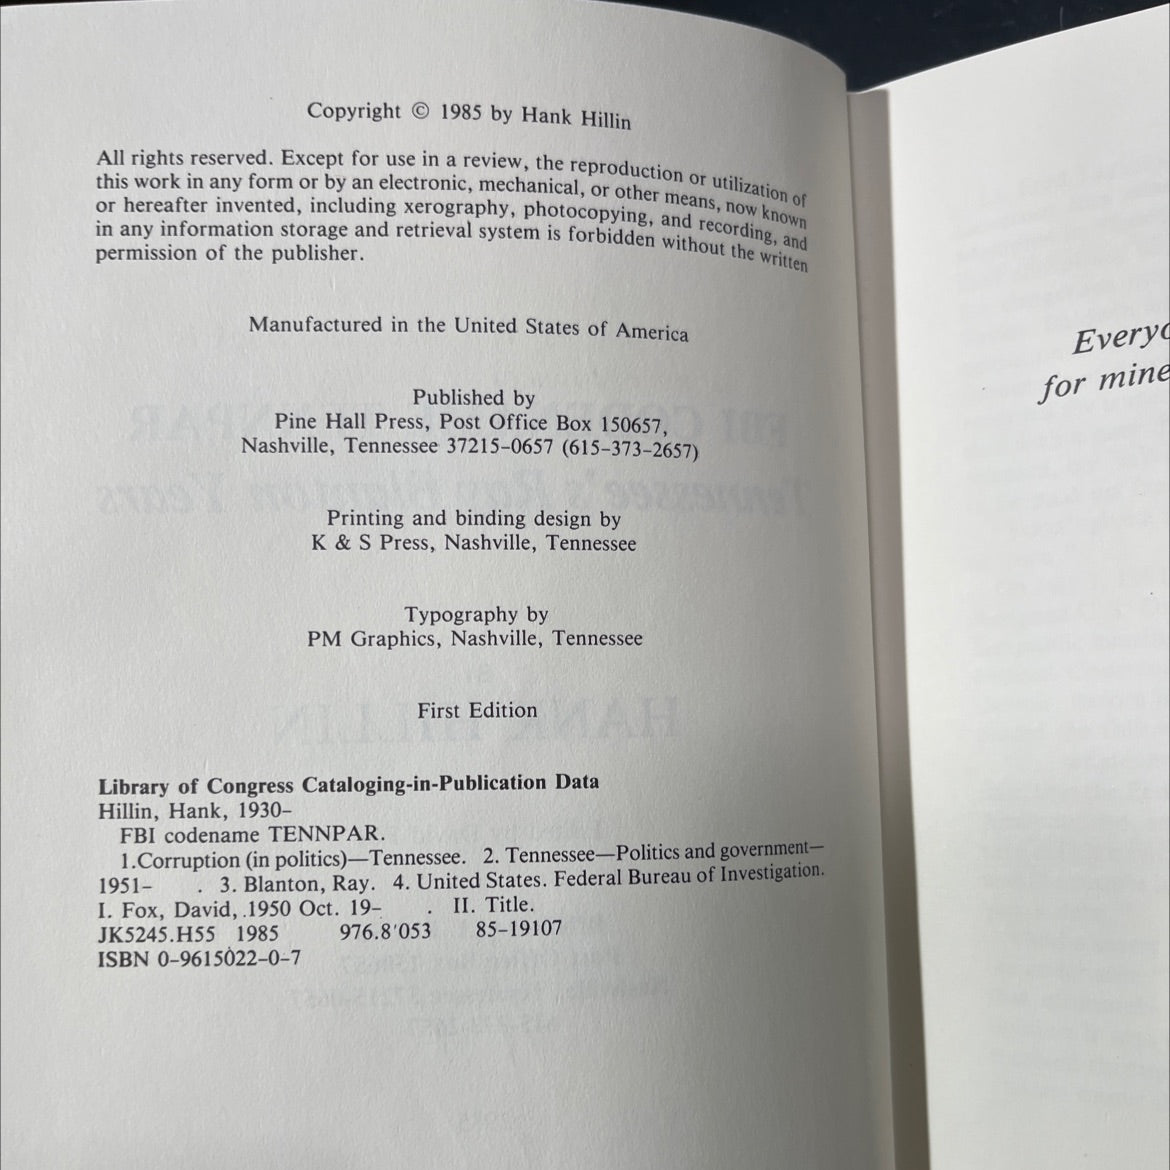 Copyright © 1985 by Hank Hillin
All rights reserved. Except for use in a review, the reproduction or utilization of
this work in any form or by an electronic, mechanical, or other means, now known
or hereafter invented, including xerography, photocopying, and recording, and
in any information storage and retrieval system is forbidden without the written
permission of the publisher.
Manufactured in the United States of America
Published by
Pine Hall Press, Post Office Box 150657,
Nashville, Tennessee 37215–0657 (615–373–2657)
Printing and binding design by
K & S Press, Nashville, Tennessee
Typography by
PM Graphics, Nashville, Tennessee
First Edition
Library of Congress Cataloging-in-Publication Data
Hillin, Hank, 1930–
FBI codename TENNPAR.
1.Corruption (in politics)—Tennessee. 2. Tennessee—Politics and government—
1951– . 3. Blanton, Ray. 4. United States. Federal Bureau of Investigation.
I. Fox, David, 1950 Oct. 19– . II. Title.
JK5245.H55 1985 976.8'053 85–19107
ISBN 0–9615022–0–7
for mine